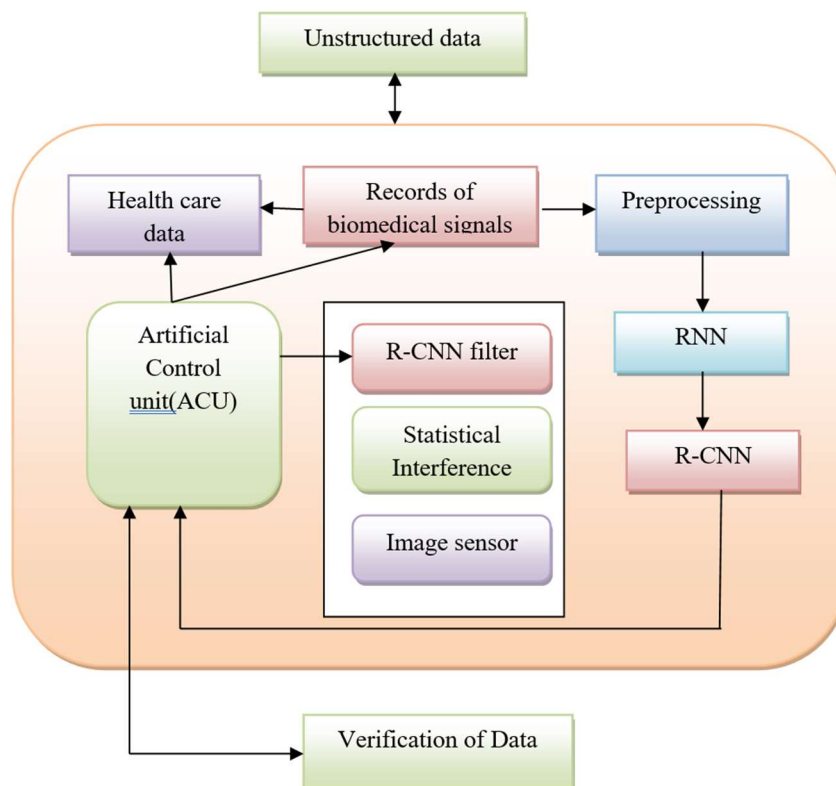 Unstructured data
Health care
data
Records of
biomedical signals
Preprocessing
Artificial
Control
unit(ACU)
R-CNN filter
Statistical
Interference
Image sensor
RNN
R-CNN
Verification of Data